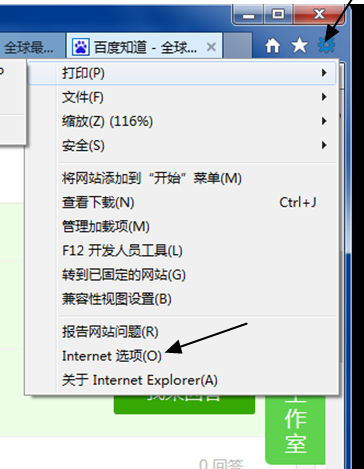 全球最...
百度知道 - 全球...
打印(P)
文件(F)
缩放(Z) (116%)
安全(S)
将网站添加到“开始”菜单(M)
查看下载(N) Ctrl+J
管理加载项(M)
F12 开发人员工具(L)
转到已固定的网站(G)
兼容性视图设置(B)
报告网站问题(R)
Internet 选项(O)
关于 Internet Explorer(A)
作
室
0 回答